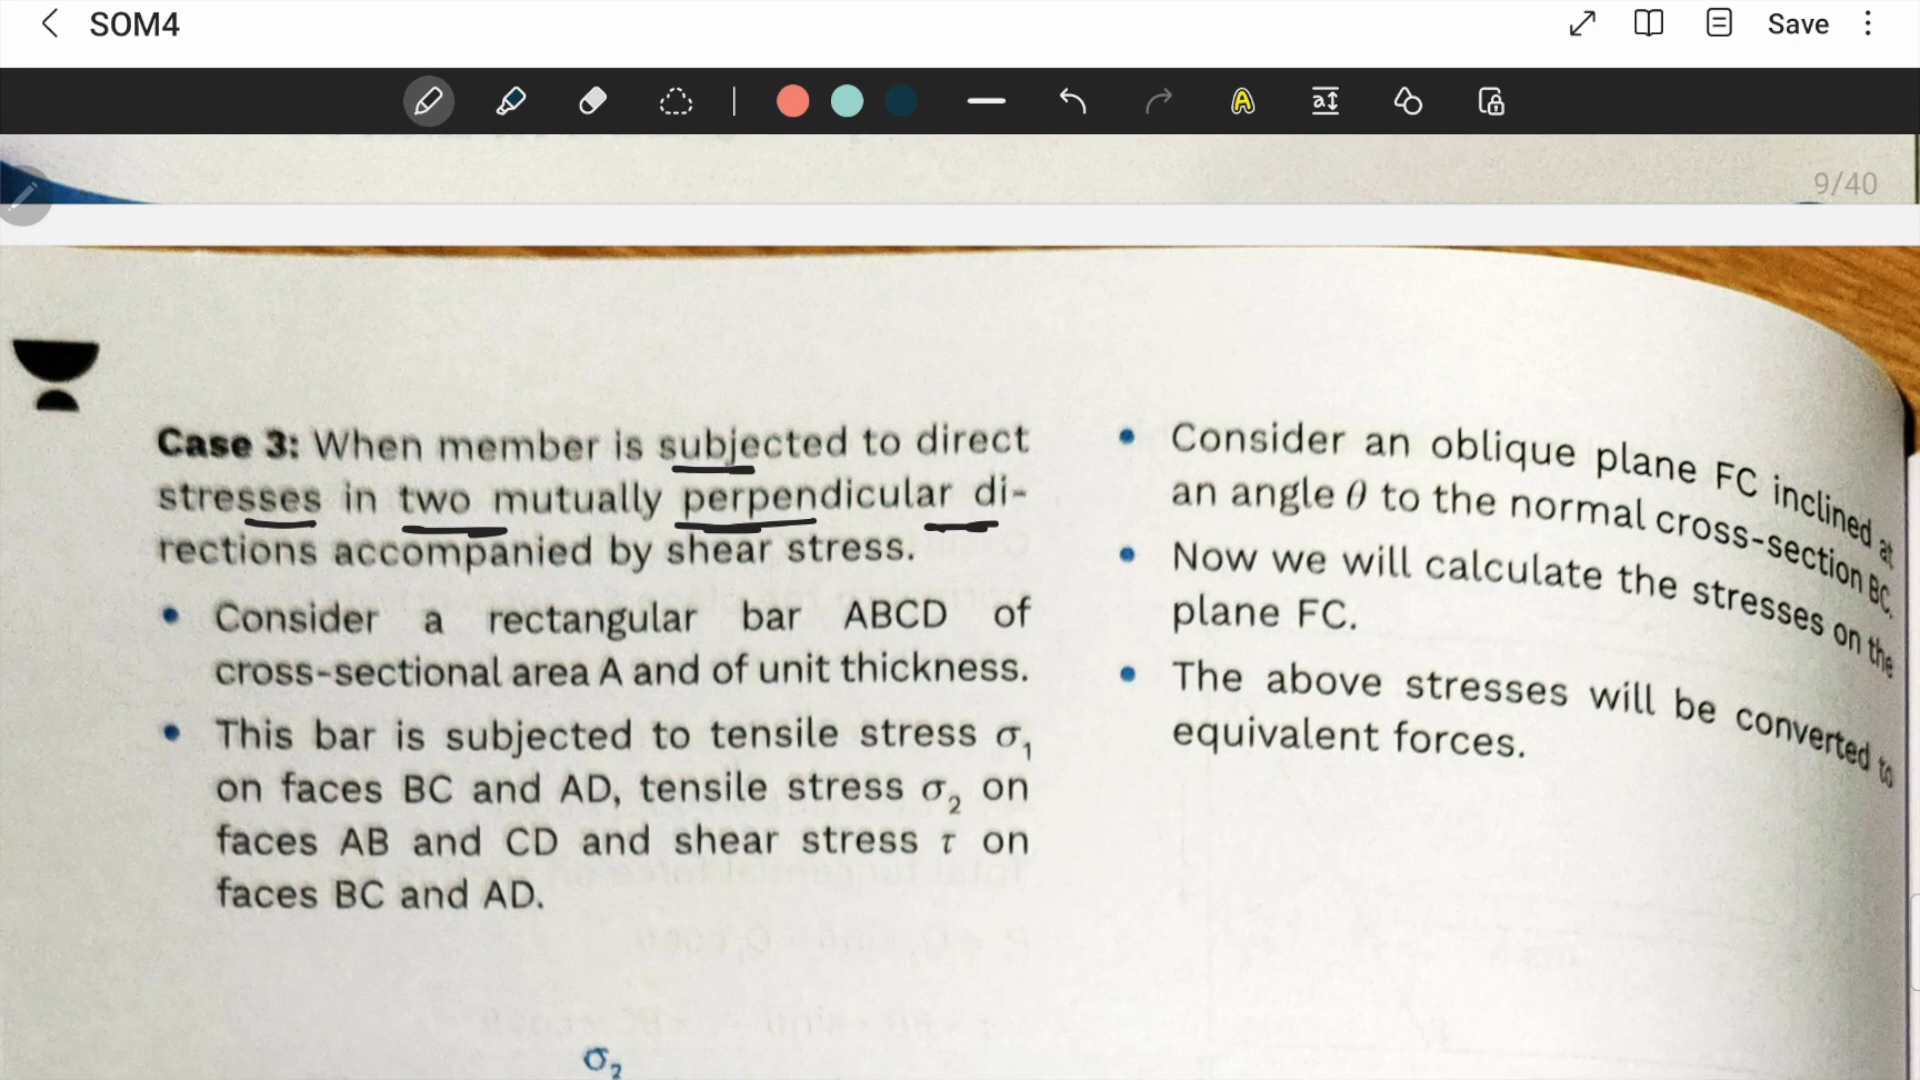 SOM4
Save
9/40
Case 3: When member is subjected to direct
stresses in two mutually perpendicular di-
rections accompanied by shear stress.
• Consider a rectangular bar ABCD of
cross-sectional area A and of unit thickness.
• This bar is subjected to tensile stress σ₁
on faces BC and AD, tensile stress σ₂ on
faces AB and CD and shear stress τ on
faces BC and AD.
σ₂
• Consider an oblique plane FC inclined at
an angle θ to the normal cross-section BC.
• Now we will calculate the stresses on the
plane FC.
• The above stresses will be converted to
equivalent forces.